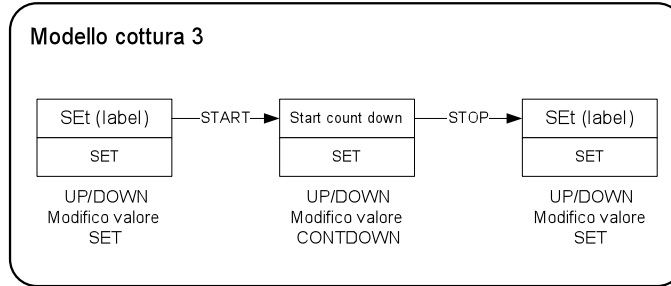 Modello cottura 3
SEt (label)
SET
UP/DOWN
Modifico valore
SET
START
Start count down
SET
UP/DOWN
Modifico valore
CONTDOWN
STOP
SEt (label)
SET
UP/DOWN
Modifico valore
SET